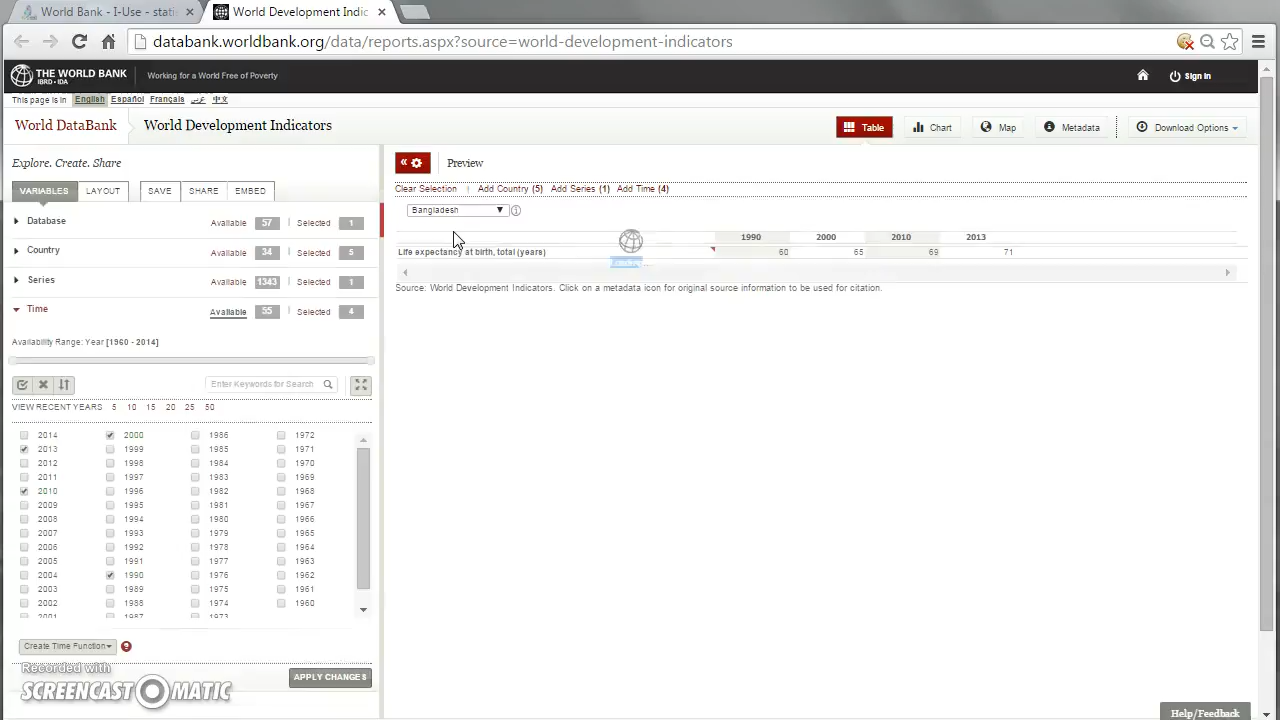 World Bank - I-Use - stati
World Development Indic
databank.worldbank.org/data/reports.aspx?source=world-development-indicators
THE WORLD BANK
IBRD • IDA
Working for a World Free of Poverty
Sign in
This page is in English Español Français عربي 中文
World DataBank World Development Indicators
Table Chart Map Metadata Download Options
Explore. Create. Share
Preview
VARIABLES LAYOUT SAVE SHARE EMBED
Clear Selection | Add Country (5) Add Series (1) Add Time (4)
Bangladesh
Database Available 57 Selected 1
Country Available 34 Selected 5
Series Available 1343 Selected 1
Time Available 55 Selected 4
1990 2000 2010 2013
Life expectancy at birth, total (years) 60 65 69 71
Loading...
Source: World Development Indicators. Click on a metadata icon for original source information to be used for citation.
Availability Range: Year [1960 - 2014]
Enter Keywords for Search
VIEW RECENT YEARS 5 10 15 20 25 50
2014 2000 1986 1972
2013 1999 1985 1971
2012 1998 1984 1970
2011 1997 1983 1969
2010 1996 1982 1968
2009 1995 1981 1967
2008 1994 1980 1966
2007 1993 1979 1965
2006 1992 1978 1964
2005 1991 1977 1963
2004 1990 1976 1962
2003 1989 1975 1961
2002 1988 1974 1960
2001 1987 1973
Create Time Function
APPLY CHANGES
Recorded with
SCREENCAST-O-MATIC
Help/Feedback